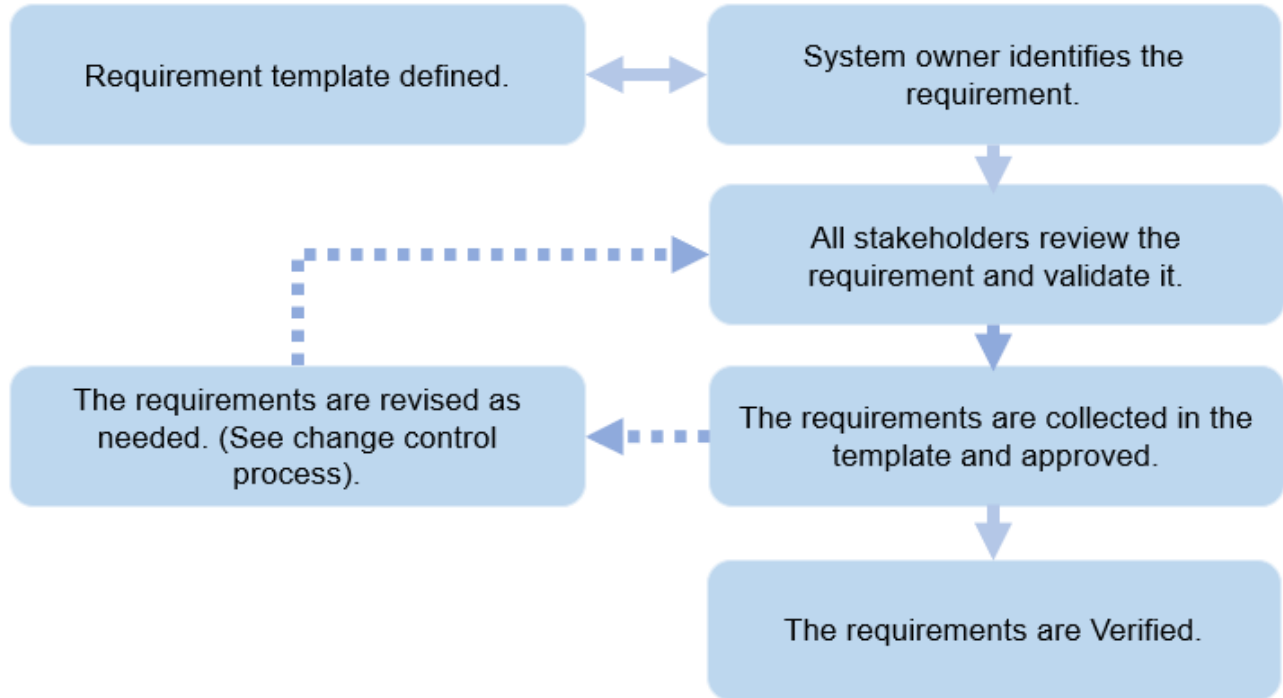 Requirement template defined.
System owner identifies the
requirement.
All stakeholders review the
requirement and validate it.
The requirements are revised as
needed. (See change control
process).
The requirements are collected in the
template and approved.
The requirements are Verified.